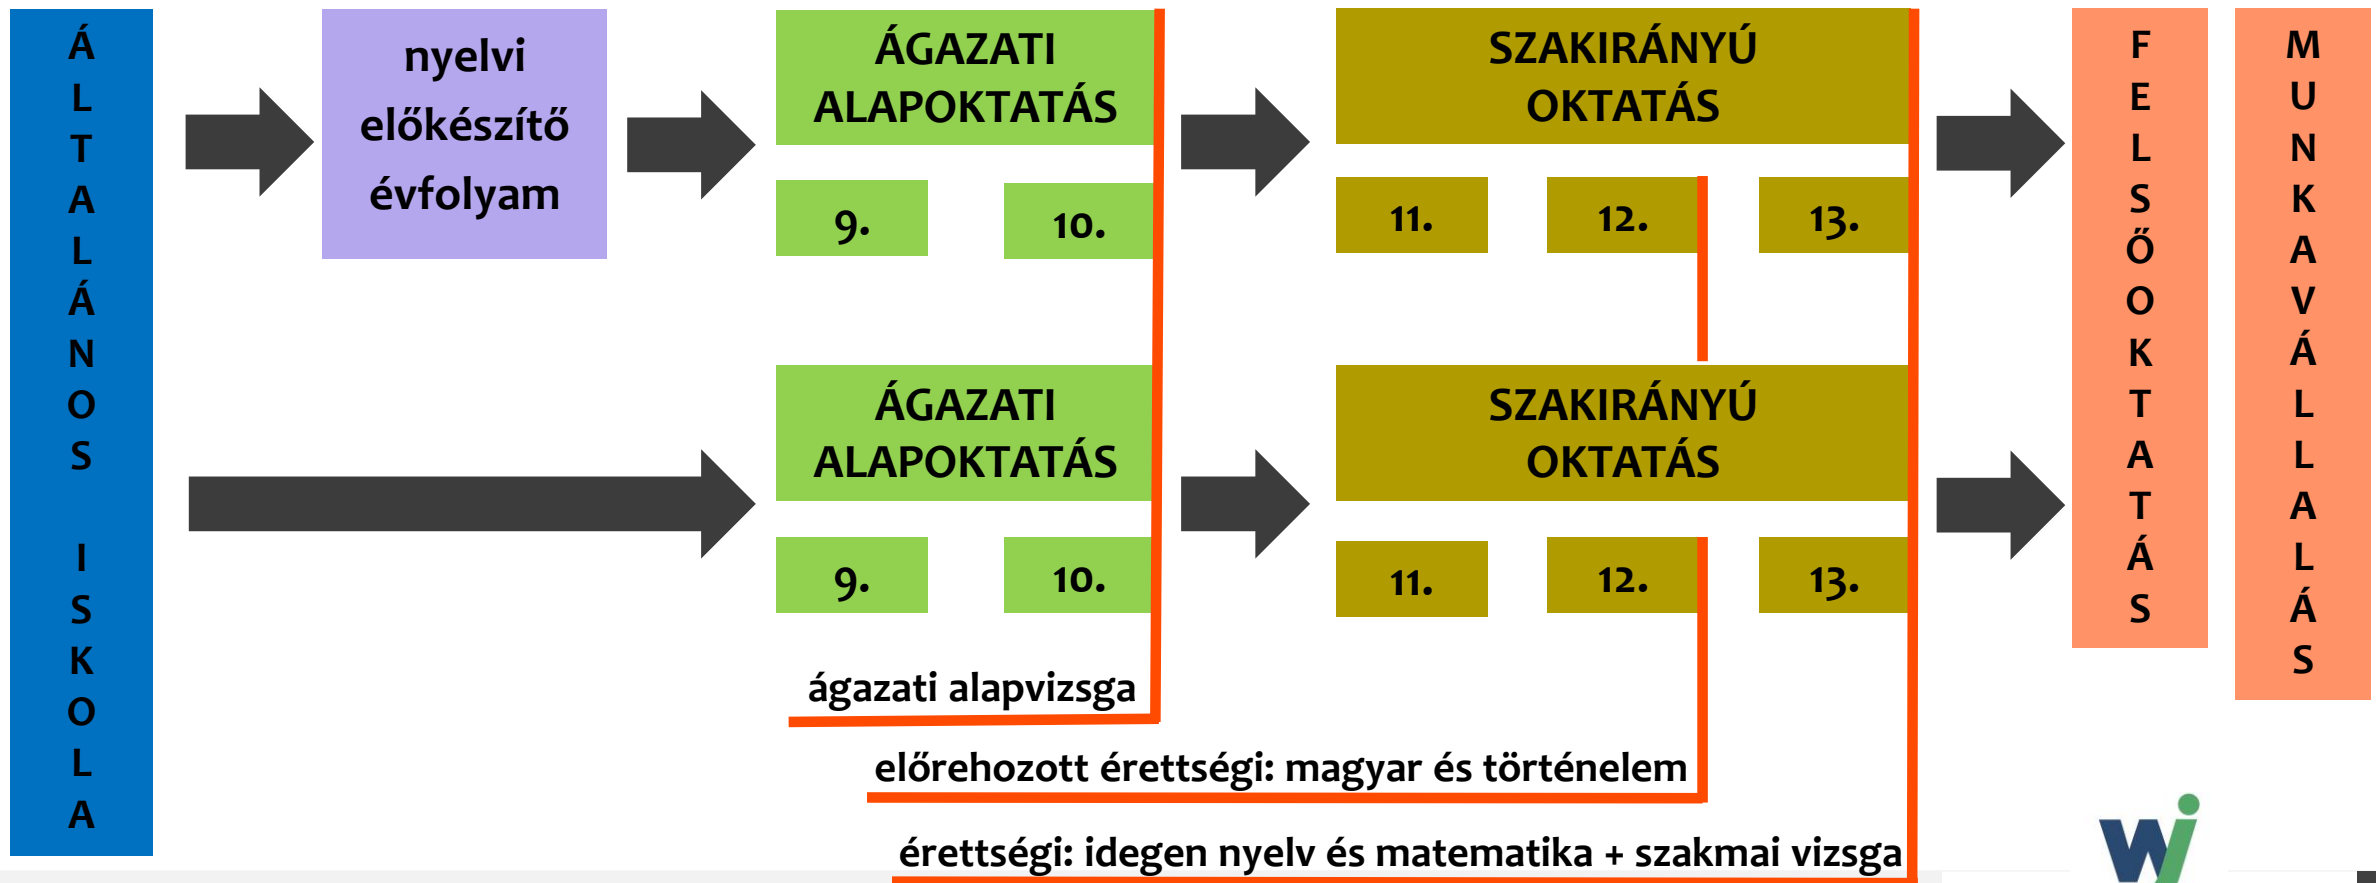 ÁLTALÁNOS ISKOLA
nyelvi
előkészítő
évfolyam
ÁGAZATI
ALAPOKTATÁS
9.
10.
SZAKIRÁNYÚ
OKTATÁS
11.
12.
13.
ÁGAZATI
ALAPOKTATÁS
9.
10.
SZAKIRÁNYÚ
OKTATÁS
11.
12.
13.
ágazati alapvizsga
előrehozott érettségi: magyar és történelem
érettségi: idegen nyelv és matematika + szakmai vizsga
FELSŐOKTATÁS
MUNKAVÁLLALÁS
wj